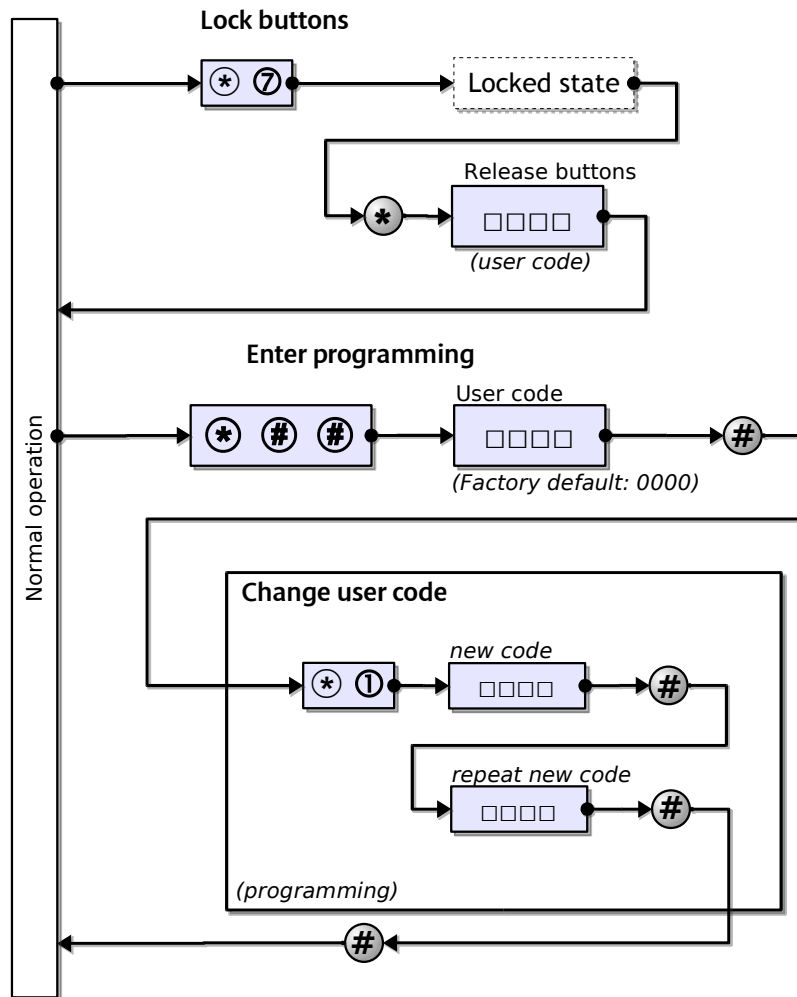 Lock buttons
* ⑦ Locked state
Release buttons
* □□□□
(user code)
Enter programming
User code
* # # □□□□ #
(Factory default: 0000)
Normal operation
Change user code
new code
* ① □□□□ #
repeat new code
□□□□ #
(programming)
#